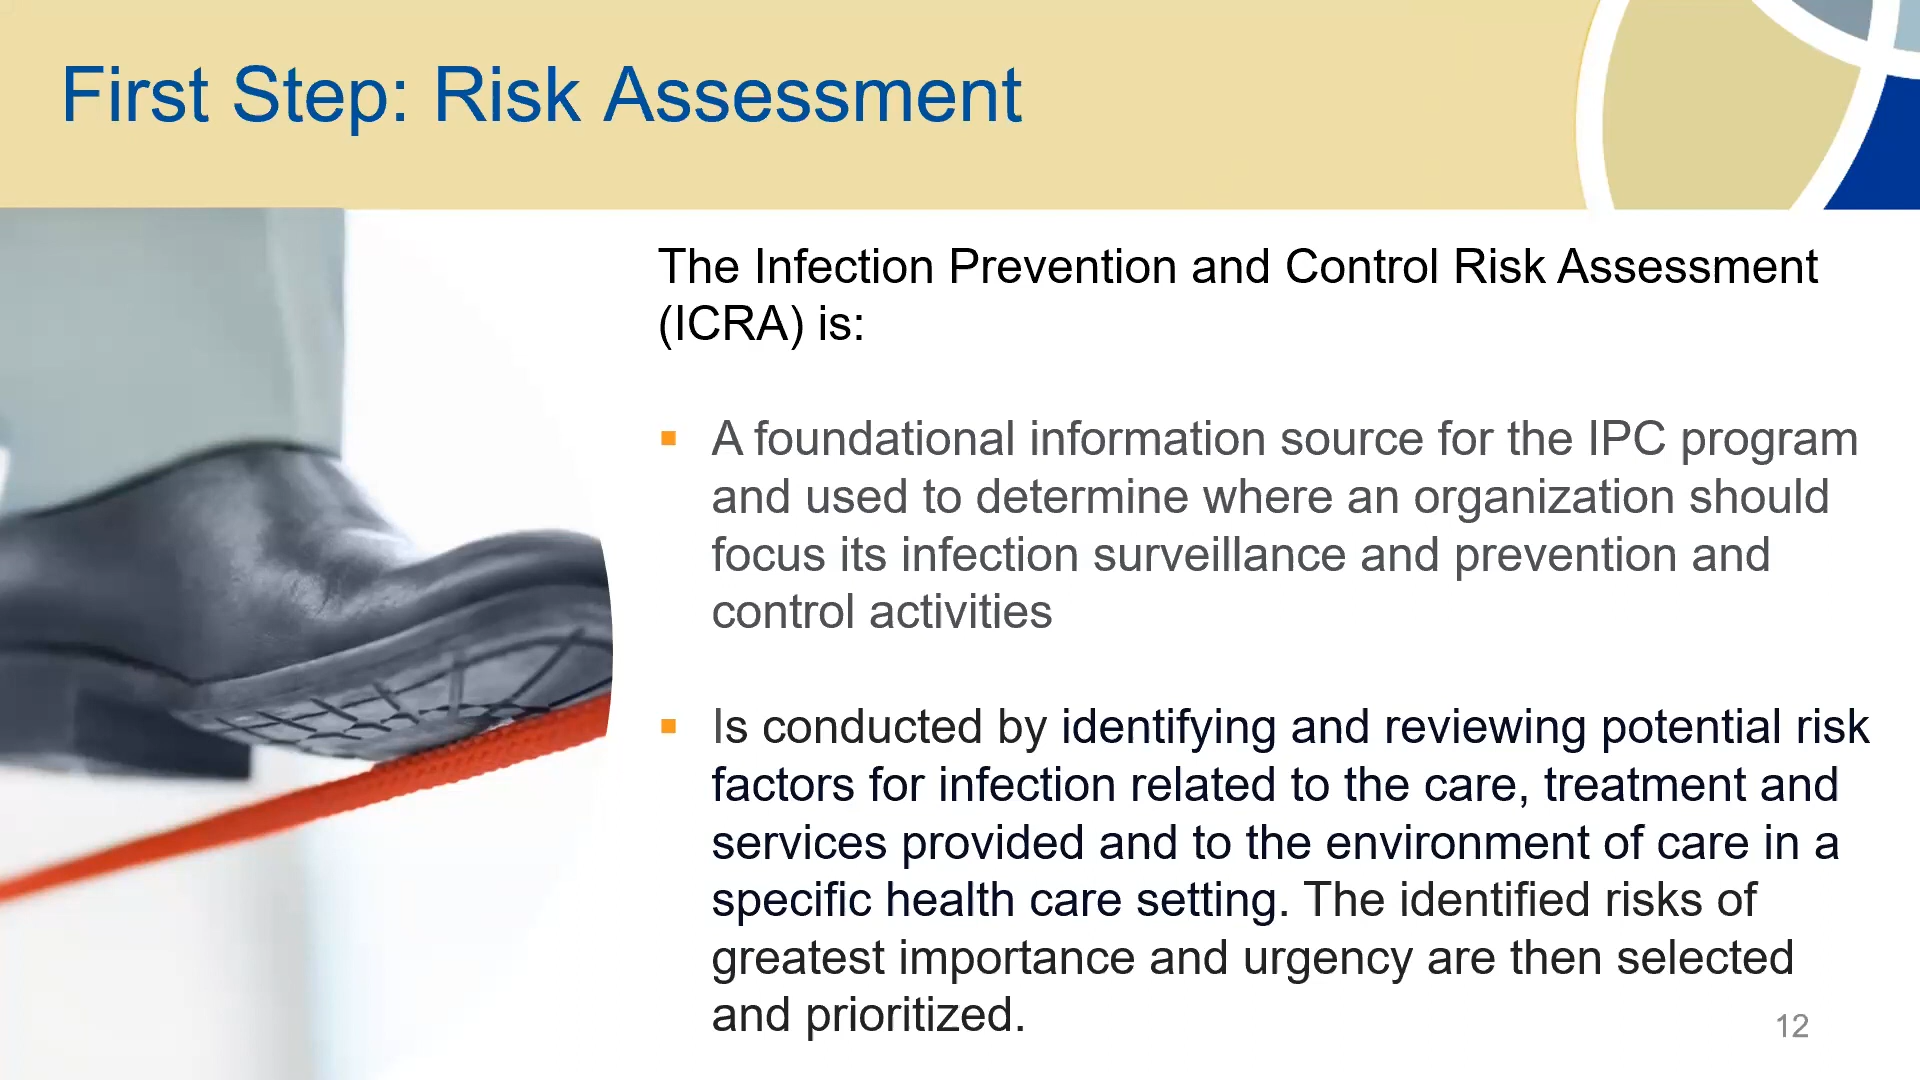 First Step: Risk Assessment
The Infection Prevention and Control Risk Assessment
(ICRA) is:
▪ A foundational information source for the IPC program
and used to determine where an organization should
focus its infection surveillance and prevention and
control activities
▪ Is conducted by identifying and reviewing potential risk
factors for infection related to the care, treatment and
services provided and to the environment of care in a
specific health care setting. The identified risks of
greatest importance and urgency are then selected
and prioritized.
12